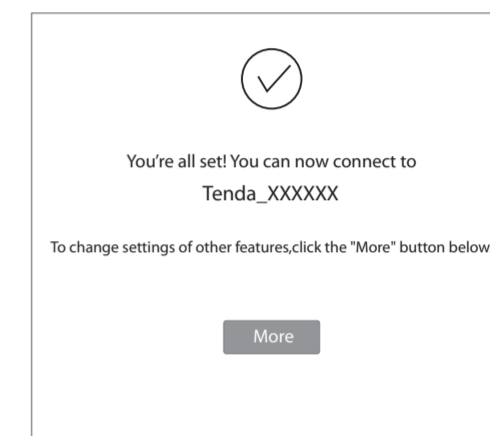 You’re all set! You can now connect to
Tenda_XXXXXX
To change settings of other features,click the "More" button below
More